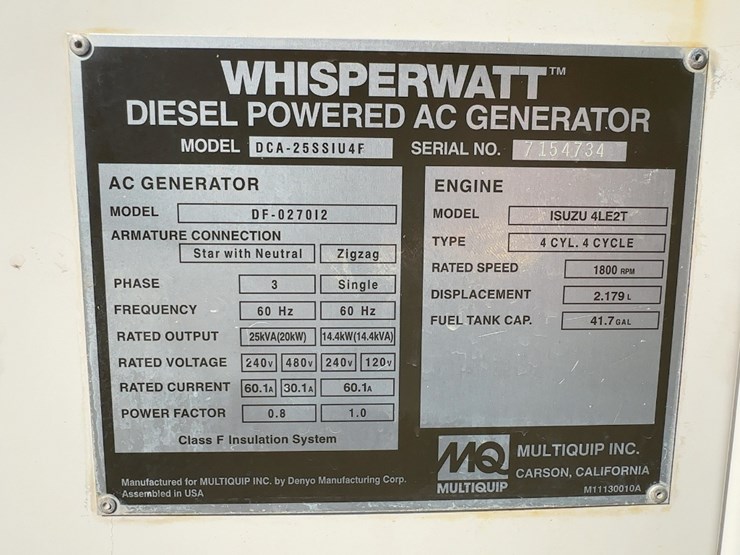 WHISPERWATT™
DIESEL POWERED AC GENERATOR
MODEL DCA-25SSIU4F SERIAL NO. 7154734
AC GENERATOR
MODEL DF-0270I2
ARMATURE CONNECTION
Star with Neutral Zigzag
PHASE 3 Single
FREQUENCY 60 Hz 60 Hz
RATED OUTPUT 25kVA(20kW) 14.4kW(14.4kVA)
RATED VOLTAGE 240V 480V 240V 120V
RATED CURRENT 60.1A 30.1A 60.1A
POWER FACTOR 0.8 1.0
Class F Insulation System
ENGINE
MODEL ISUZU 4LE2T
TYPE 4 CYL. 4 CYCLE
RATED SPEED 1800 RPM
DISPLACEMENT 2.179 L
FUEL TANK CAP. 41.7 GAL
Manufactured for MULTIQUIP INC. by Denyo Manufacturing Corp.
Assembled in USA
MQ
MULTIQUIP
MULTIQUIP INC.
CARSON, CALIFORNIA
M11130010A